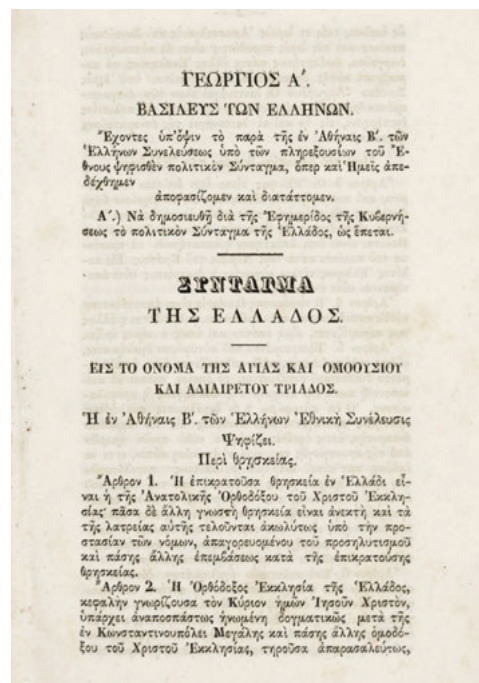 ΓΕΩΡΓΙΟΣ Α΄.
ΒΑΣΙΛΕΥΣ ΤΩΝ ΕΛΛΗΝΩΝ.
Ἔχοντες ὑπ' ὄψιν τὸ παρὰ τῆς ἐν Ἀθήναις Β΄. τῶν
Ἑλλήνων Συνελεύσεως ὑπὸ τῶν πληρεξουσίων τοῦ Ἔ-
θνους ψηφισθὲν πολιτικὸν Σύνταγμα, ὅπερ καὶ Ἡμεῖς ἀπε-
δέχθημεν
ἀποφασίζομεν καὶ διατάττομεν.
Α΄.) Νὰ δημοσιευθῇ διὰ τῆς Ἐφημερίδος τῆς Κυβερνή-
σεως τὸ πολιτικὸν Σύνταγμα τῆς Ἑλλάδος, ὡς ἕπεται.
ΣΥΝΤΑΓΜΑ
ΤΗΣ ΕΛΛΑΔΟΣ.
ΕΙΣ ΤΟ ΟΝΟΜΑ ΤΗΣ ΑΓΙΑΣ ΚΑΙ ΟΜΟΟΥΣΙΟΥ
ΚΑΙ ΑΔΙΑΙΡΕΤΟΥ ΤΡΙΑΔΟΣ.
Ἡ ἐν Ἀθήναις Β΄. τῶν Ἑλλήνων Ἐθνικὴ Συνέλευσις
Ψηφίζει.
Περὶ θρησκείας.
Ἄρθρον 1. Ἡ ἐπικρατοῦσα θρησκεία ἐν Ἑλλάδι εἶ-
ναι ἡ τῆς Ἀνατολικῆς Ὀρθοδόξου τοῦ Χριστοῦ Ἐκκλη-
σίας· πᾶσα δὲ ἄλλη γνωστὴ θρησκεία εἶναι ἀνεκτὴ καὶ τὰ
τῆς λατρείας αὐτῆς τελοῦνται ἀκωλύτως ὑπὸ τὴν προ-
στασίαν τῶν νόμων, ἀπαγορευομένου τοῦ προσηλυτισμοῦ
καὶ πάσης ἄλλης ἐπεμβάσεως κατὰ τῆς ἐπικρατούσης
θρησκείας.
Ἄρθρον 2. Ἡ Ὀρθόδοξος Ἐκκλησία τῆς Ἑλλάδος,
κεφαλὴν γνωρίζουσα τὸν Κύριον ἡμῶν Ἰησοῦν Χριστὸν,
ὑπάρχει ἀναποσπάστως ἡνωμένη δογματικῶς μετὰ τῆς
ἐν Κωνσταντινουπόλει Μεγάλης καὶ πάσης ἄλλης ὁμοδό-
ξου τοῦ Χριστοῦ Ἐκκλησίας, τηροῦσα ἀπαρασαλεύτως,